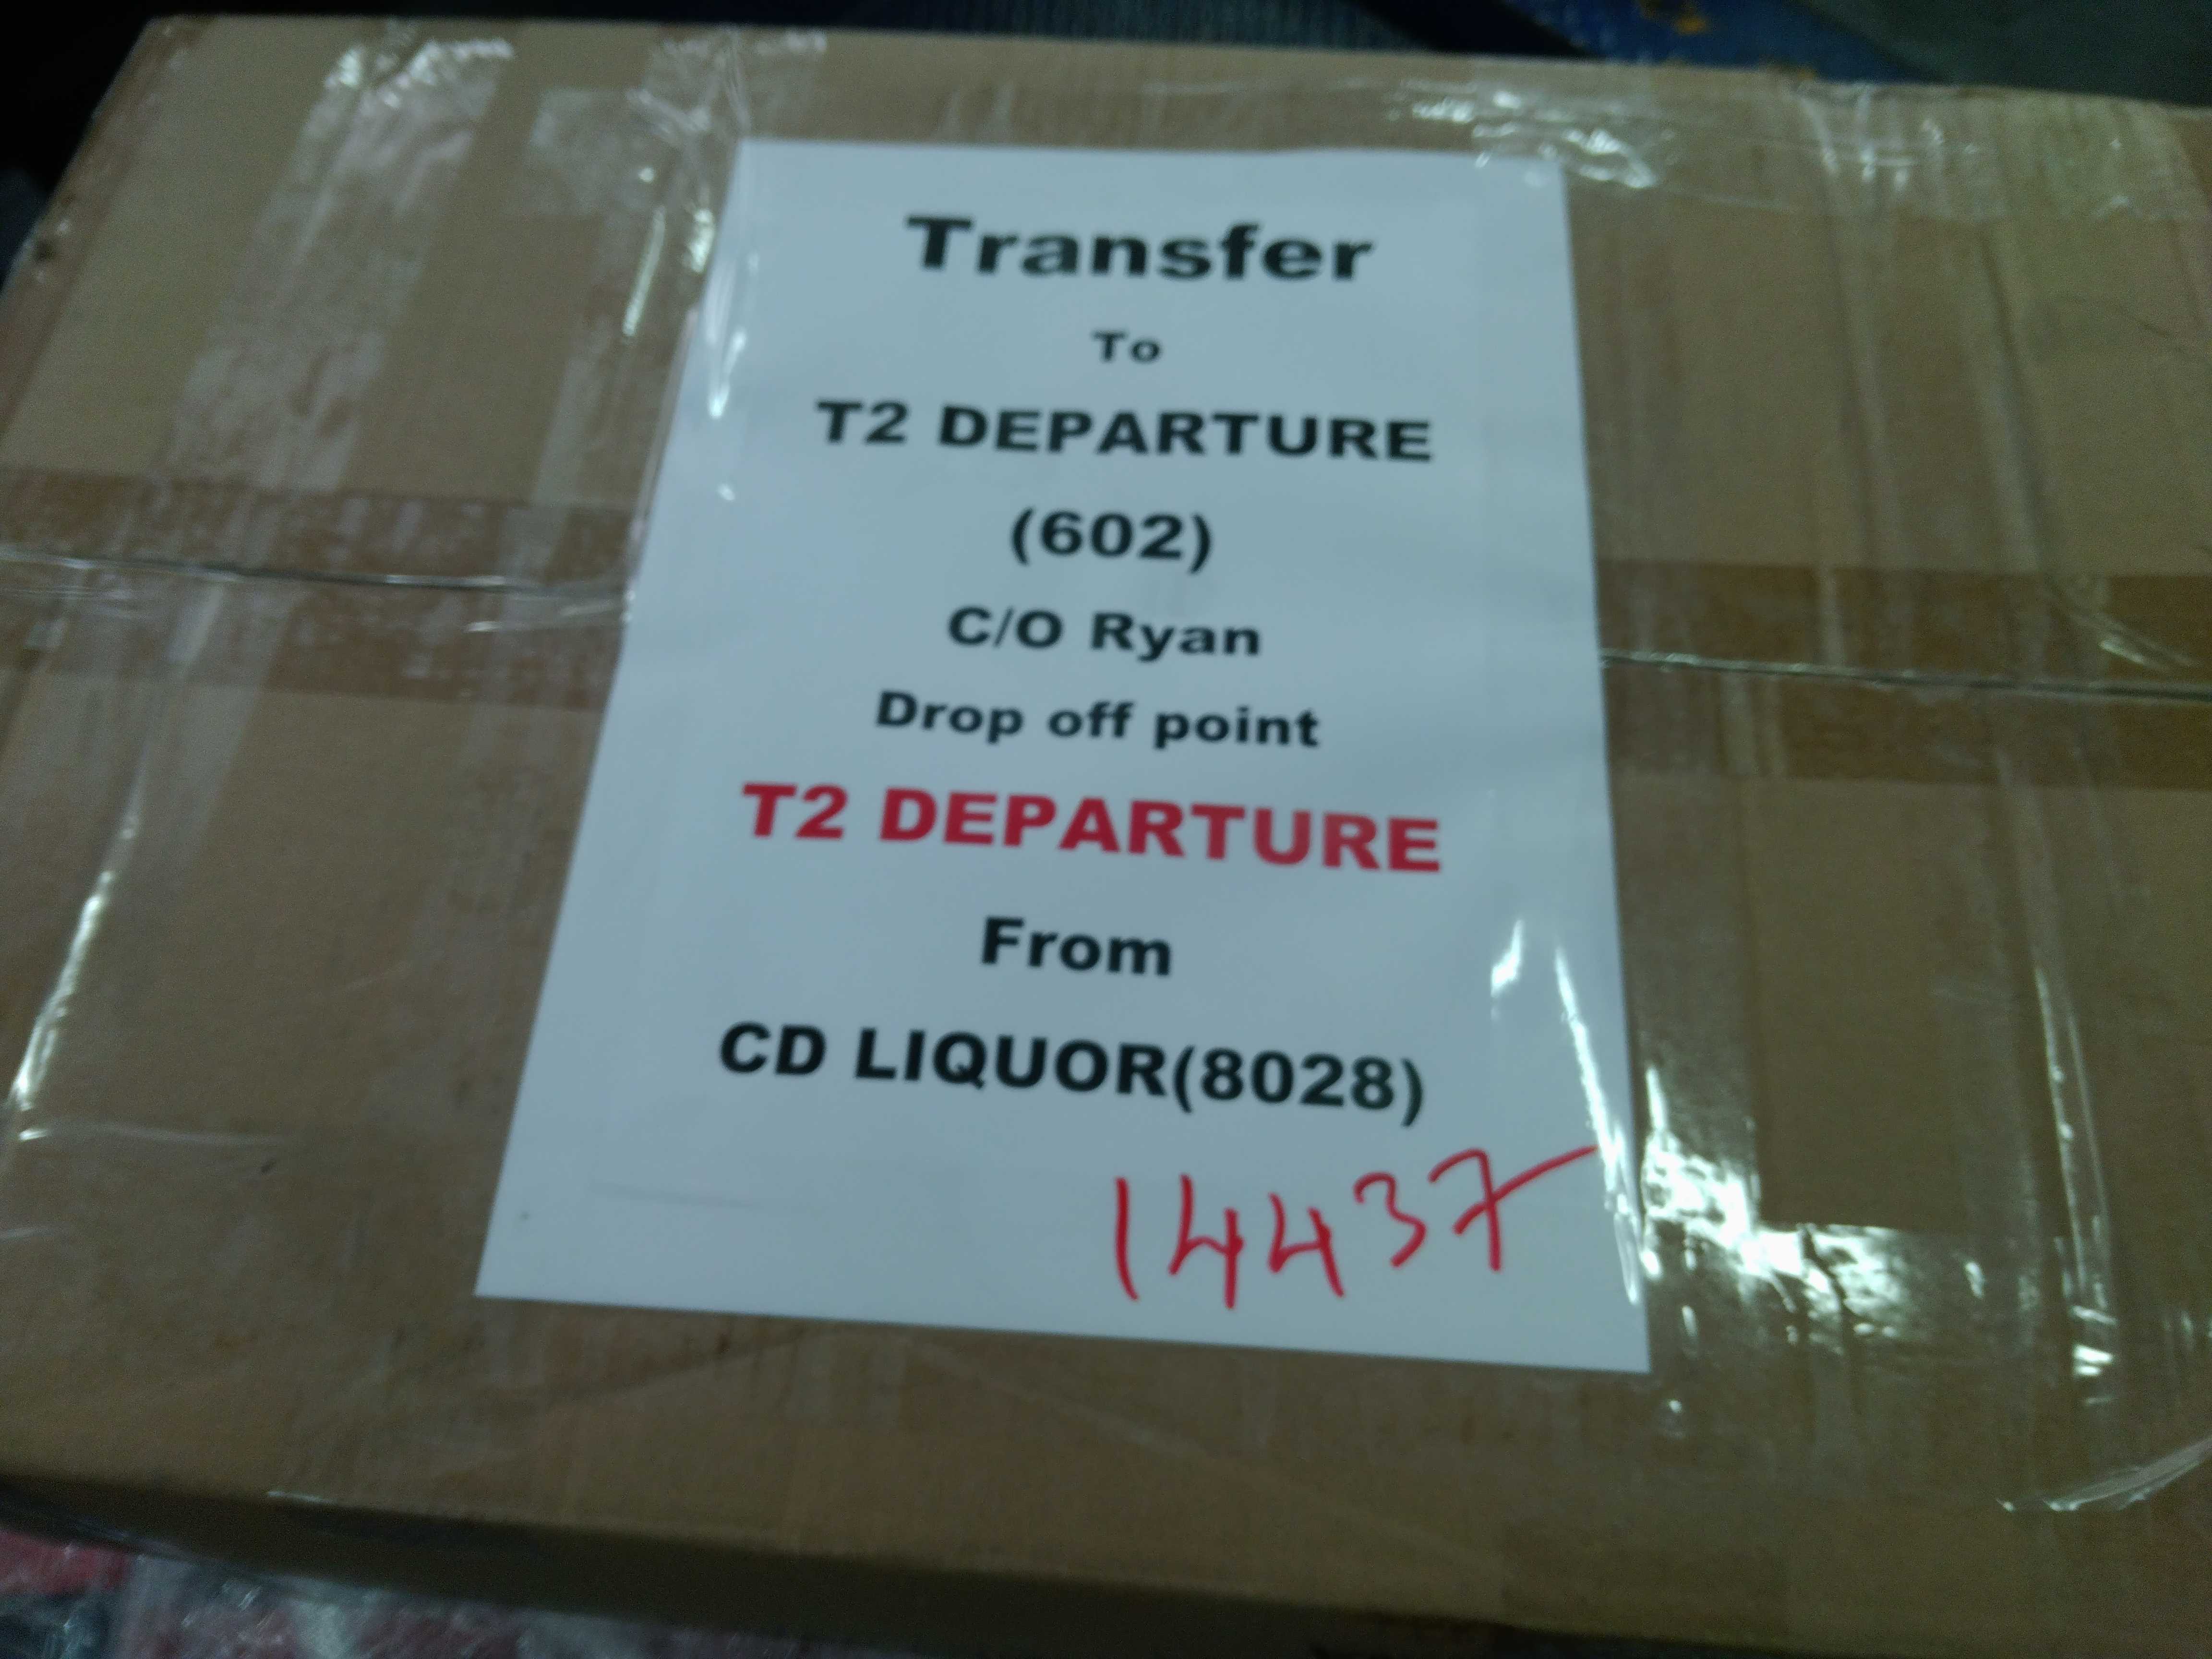 Transfer
To
T2 DEPARTURE
(602)
C/O Ryan
Drop off point
T2 DEPARTURE
From
CD LIQUOR(8028)
14437